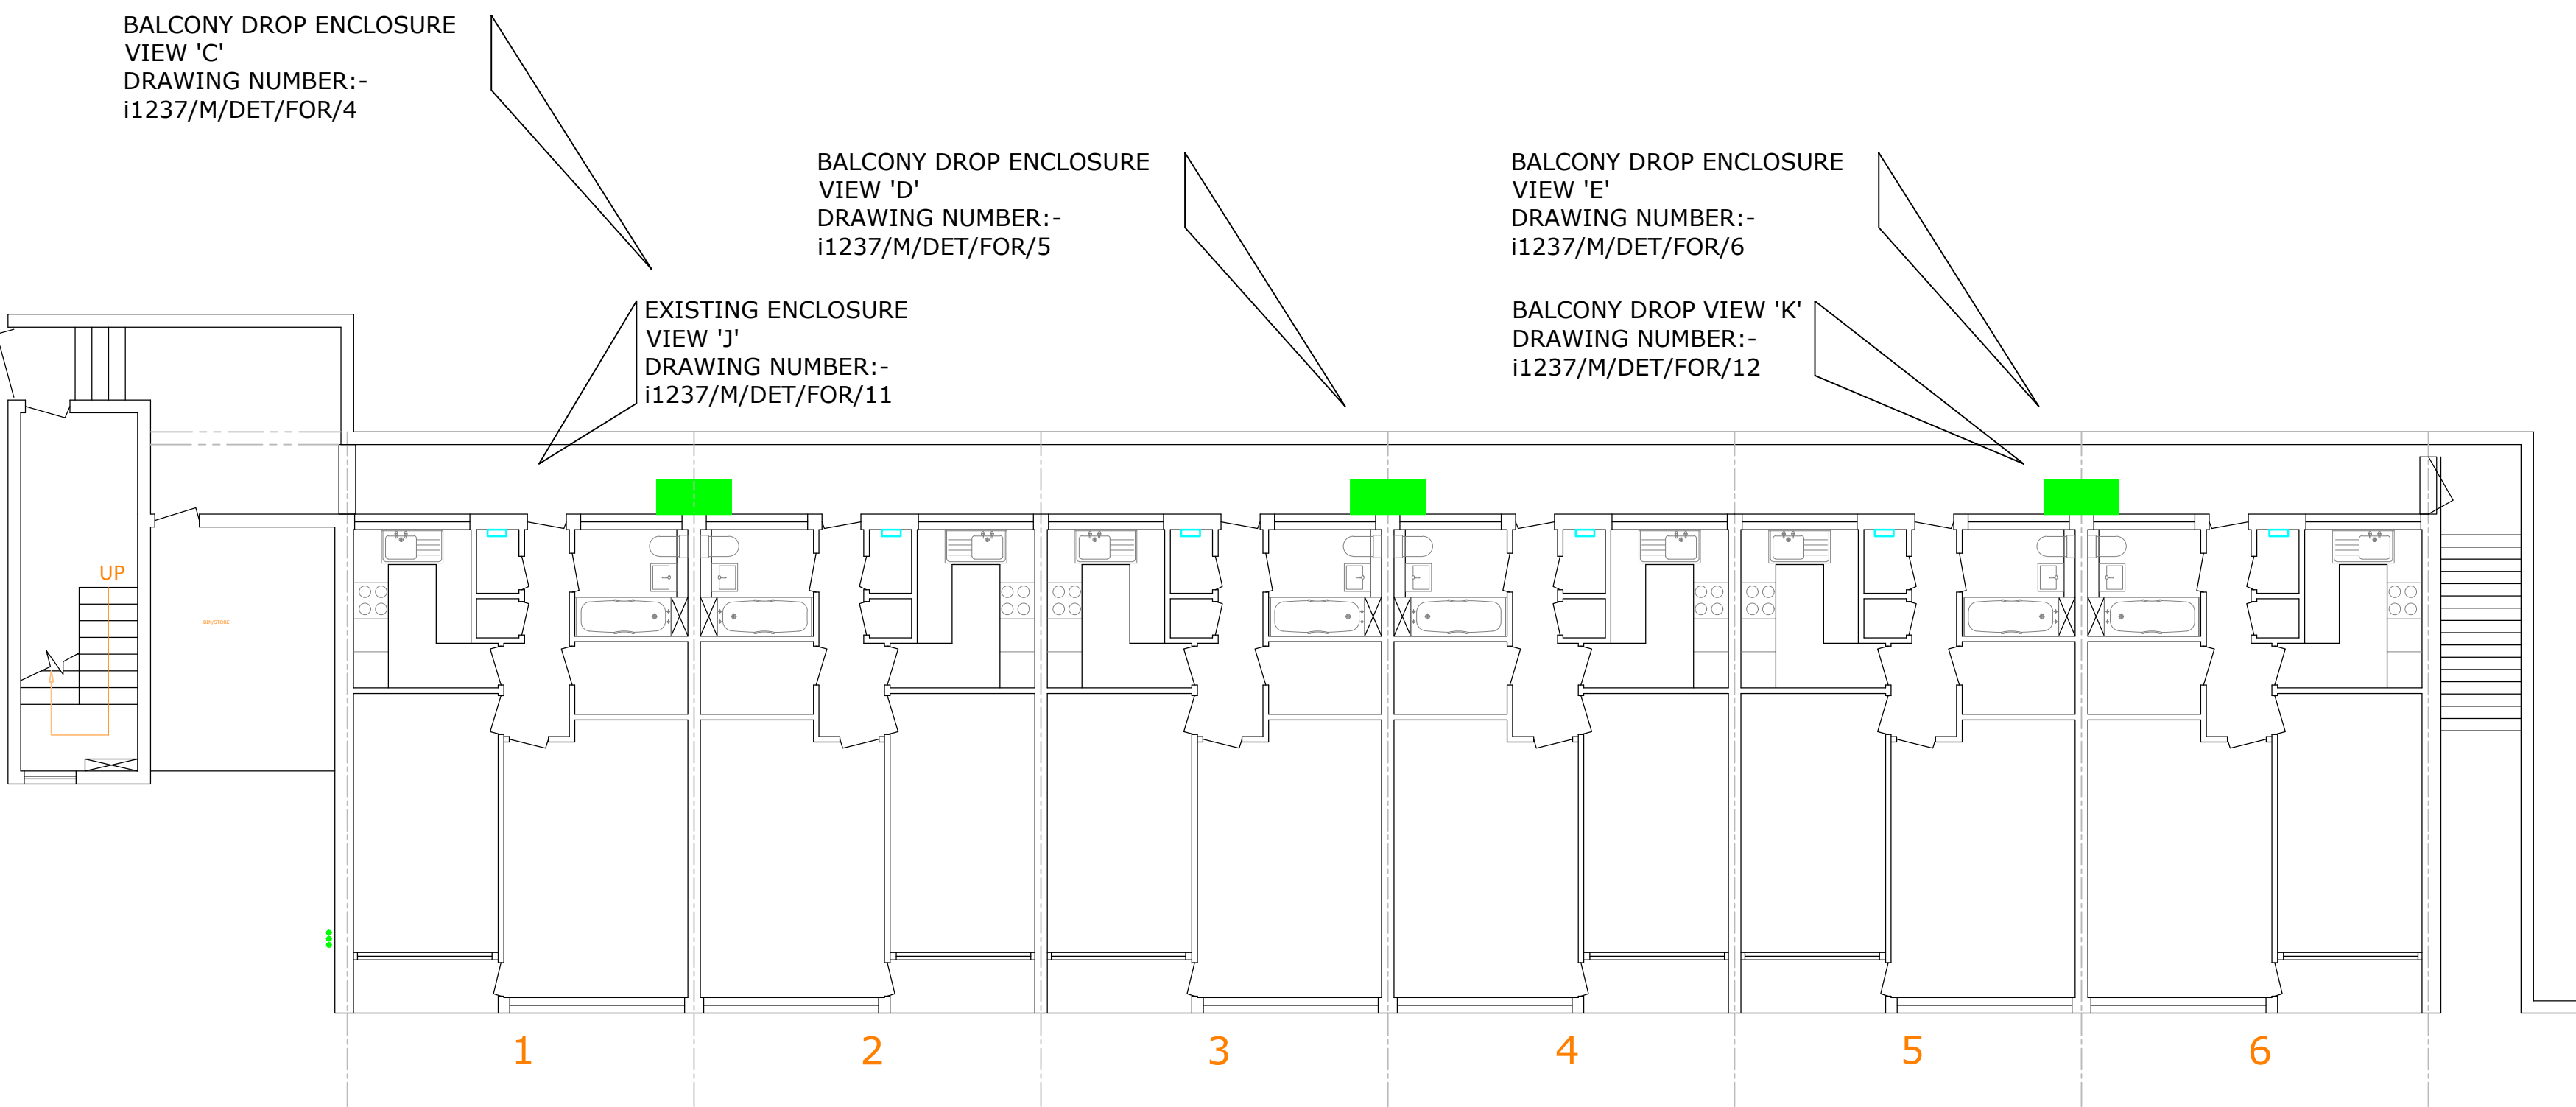 BALCONY DROP ENCLOSURE
VIEW 'C'
DRAWING NUMBER:-
i1237/M/DET/FOR/4
BALCONY DROP ENCLOSURE
VIEW 'D'
DRAWING NUMBER:-
i1237/M/DET/FOR/5
BALCONY DROP ENCLOSURE
VIEW 'E'
DRAWING NUMBER:-
i1237/M/DET/FOR/6
EXISTING ENCLOSURE
VIEW 'J'
DRAWING NUMBER:-
i1237/M/DET/FOR/11
BALCONY DROP VIEW 'K'
DRAWING NUMBER:-
i1237/M/DET/FOR/12
UP
BIN/STORE
1
2
3
4
5
6